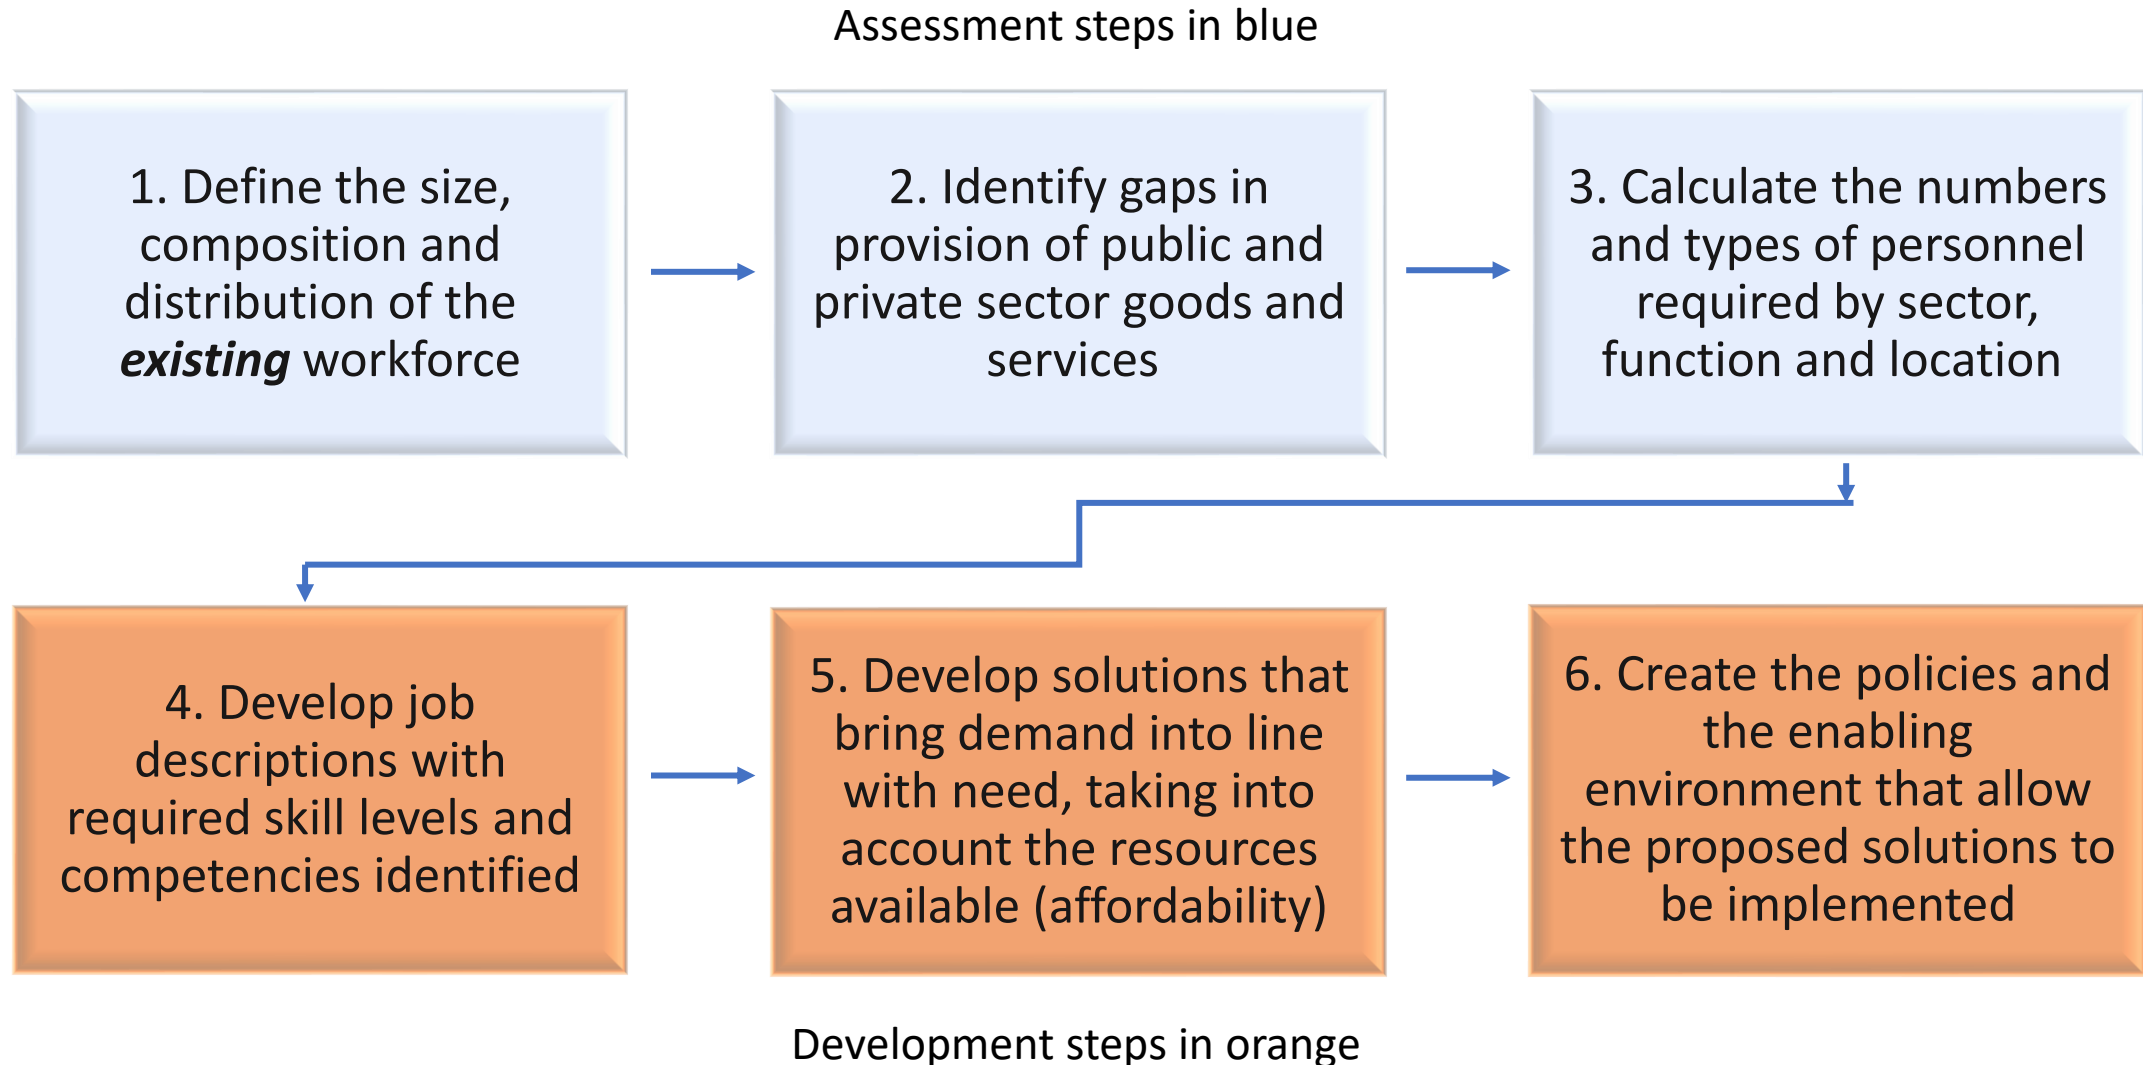 Assessment steps in blue
1. Define the size,
composition and
distribution of the
existing workforce
2. Identify gaps in
provision of public and
private sector goods and
services
3. Calculate the numbers
and types of personnel
required by sector,
function and location
4. Develop job
descriptions with
required skill levels and
competencies identified
5. Develop solutions that
bring demand into line
with need, taking into
account the resources
available (affordability)
6. Create the policies and
the enabling
environment that allow
the proposed solutions to
be implemented
Development steps in orange